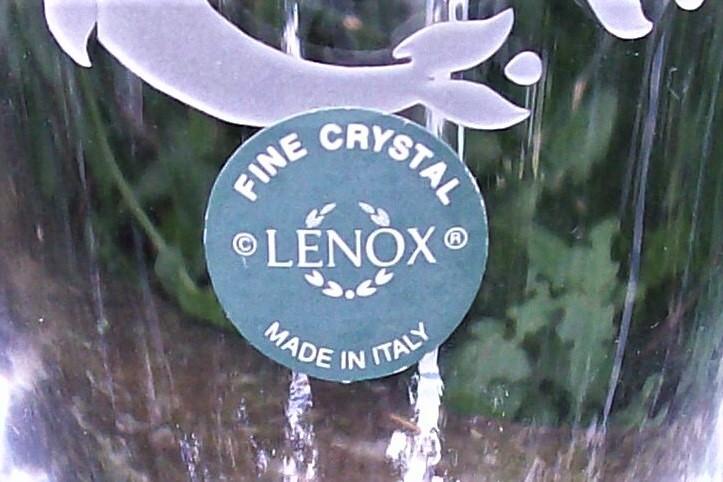 FINE CRYSTAL
© LENOX ®
MADE IN ITALY